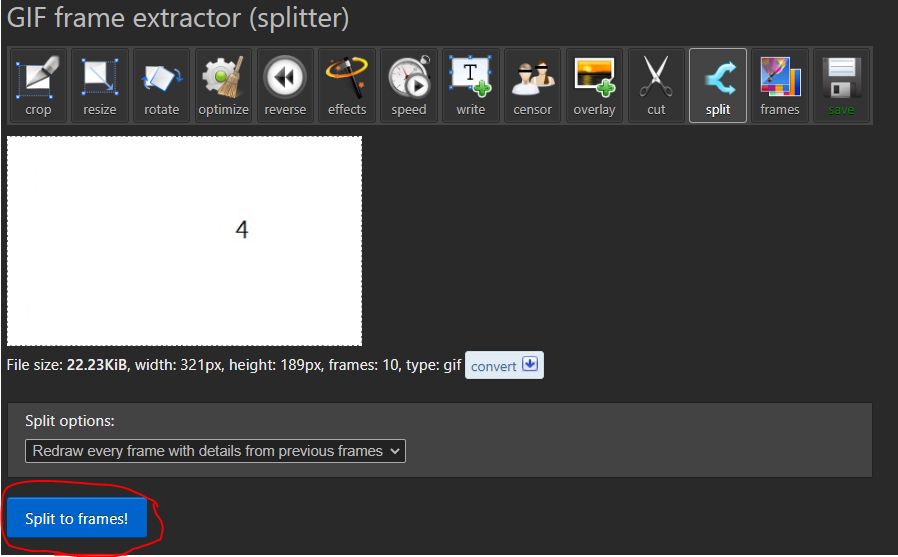 GIF frame extractor (splitter)
crop resize rotate optimize reverse effects speed write censor overlay cut split frames save
T
4
File size: 22.23KiB, width: 321px, height: 189px, frames: 10, type: gif convert
Split options:
Redraw every frame with details from previous frames
Split to frames!